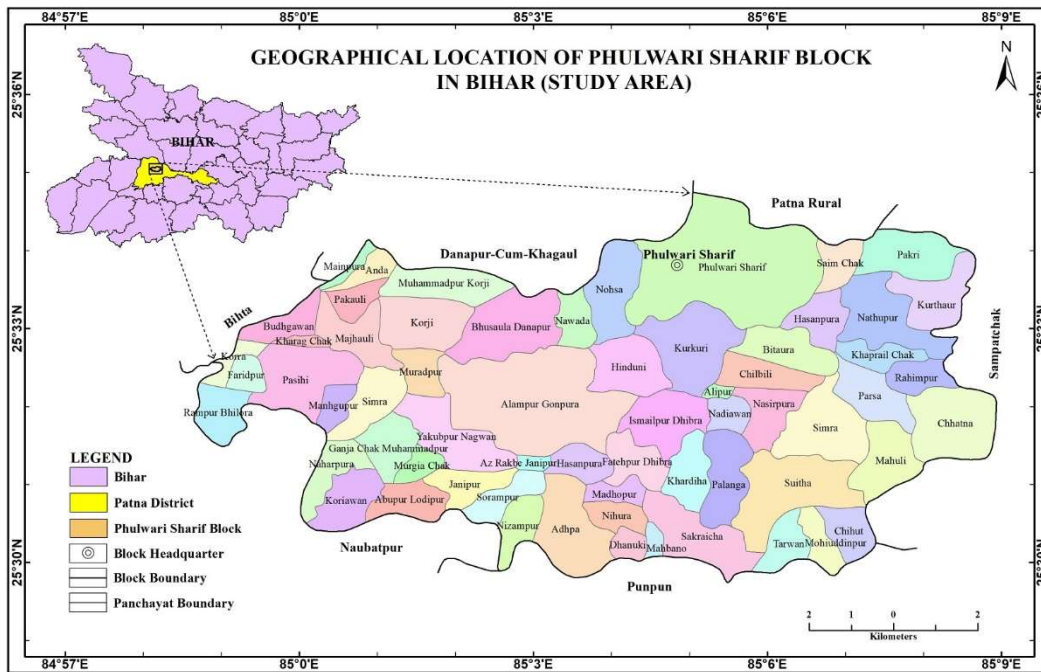 84°57'E 85°0'E 85°3'E 85°6'E 85°9'E
GEOGRAPHICAL LOCATION OF PHULWARI SHARIF BLOCK
IN BIHAR (STUDY AREA)
N
25°36'N
25°36'N
BIHAR
Patna Rural
Danapur-Cum-Khagaul
Phulwari Sharif
Phulwari Sharif
Saim Chak
Pakri
Mainpura
Anda
Muhammadpur Korji
Nohsa
Kurthaur
Pakauli
Hasanpura
Nathupur
Bihta
25°33'N
25°33'N
Budhgawan
Korji
Bhusaula Danapur
Nawada
Kharag Chak
Majhauli
Kurkuri
Bitaura
Khaprail Chak
Sampatchak
Korra
Faridpur
Pasihi
Muradpur
Hinduni
Chilbili
Rahimpur
Alipur
Nasirpura
Parsa
Rampur Bhilora
Manhgupur
Simra
Alampur Gonpura
Ismailpur Dhibra
Nadiawan
Simra
Chhatna
Yakubpur Nagwan
Ganja Chak
Muhammadpur
Naharpura
Murgia Chak
Az Rakbe Janipur
Hasanpura
Fatehpur Dhibra
Mahuli
Janipur
Khardiha
Palanga
Suitha
Koriawan
Abupur Lodipur
Sorampur
Madhopur
Nizampur
Adhpa
Nihura
Sakraicha
Tarwan
Mohiuddinpur
Chihut
Dhanuki
Mahbano
Naubatpur
Punpun
25°30'N
25°30'N
LEGEND
Bihar
Patna District
Phulwari Sharif Block
Block Headquarter
Block Boundary
Panchayat Boundary
2 1 0 2
Kilometers
84°57'E 85°0'E 85°3'E 85°6'E 85°9'E